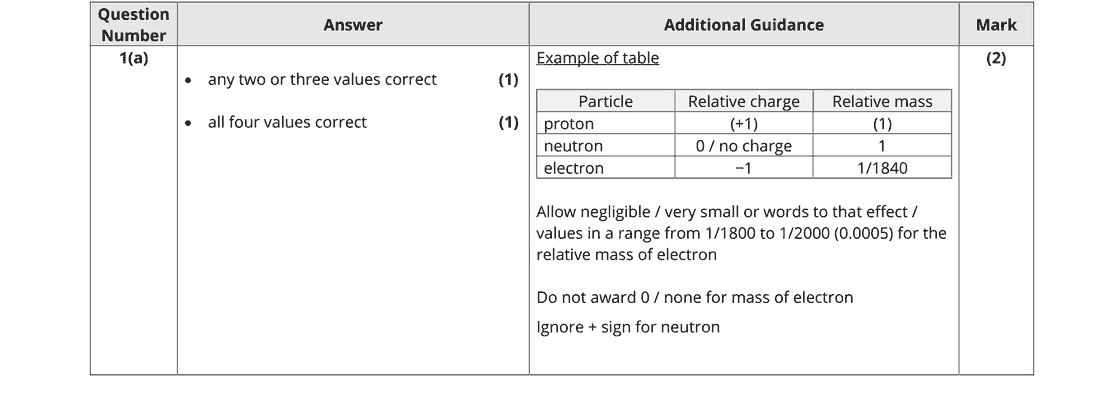 Question Number Answer Additional Guidance Mark
1(a) Example of table (2)
• any two or three values correct (1)
• all four values correct (1)
Particle Relative charge Relative mass
proton (+1) (1)
neutron 0 / no charge 1
electron −1 1/1840
Allow negligible / very small or words to that effect /
values in a range from 1/1800 to 1/2000 (0.0005) for the
relative mass of electron
Do not award 0 / none for mass of electron
Ignore + sign for neutron